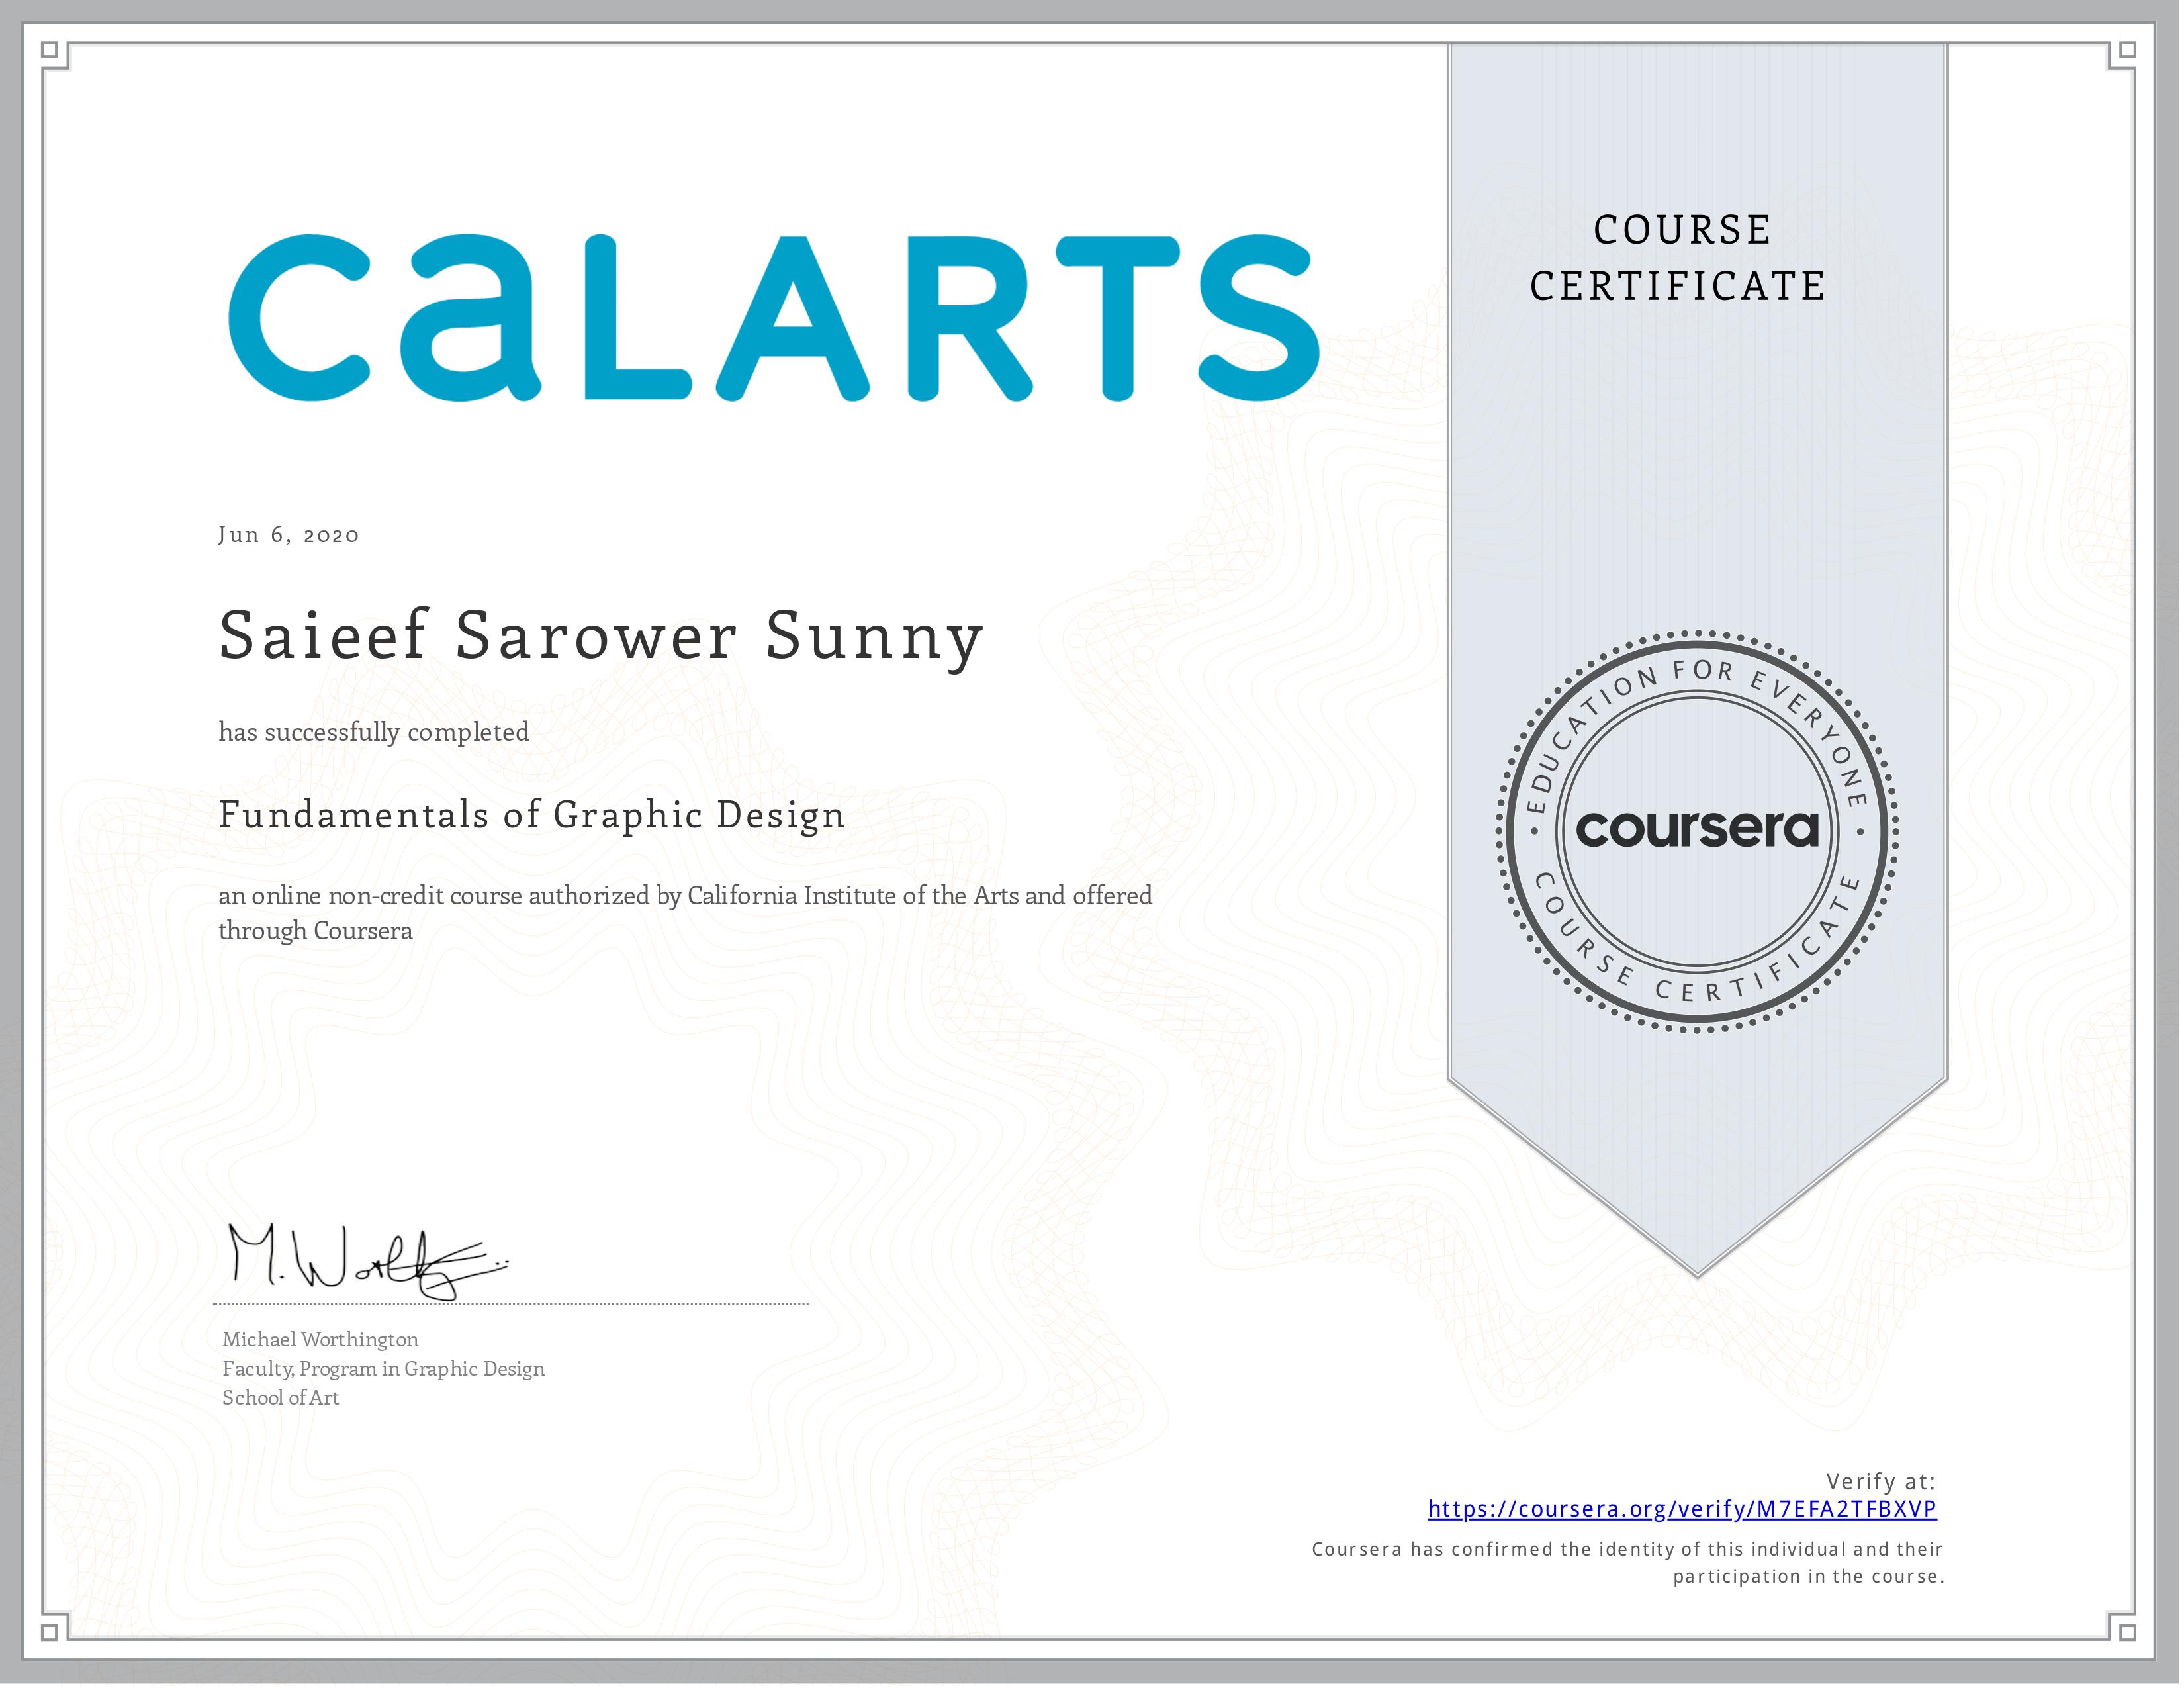 CALARTS
COURSE
CERTIFICATE
Jun 6, 2020
Saieef Sarower Sunny
has successfully completed
Fundamentals of Graphic Design
an online non-credit course authorized by California Institute of the Arts and offered
through Coursera
EDUCATION FOR EVERYONE
coursera
COURSE CERTIFICATE
M. Worthington
Michael Worthington
Faculty, Program in Graphic Design
School of Art
Verify at:
https://coursera.org/verify/M7EFA2TFBXVP
Coursera has confirmed the identity of this individual and their
participation in the course.